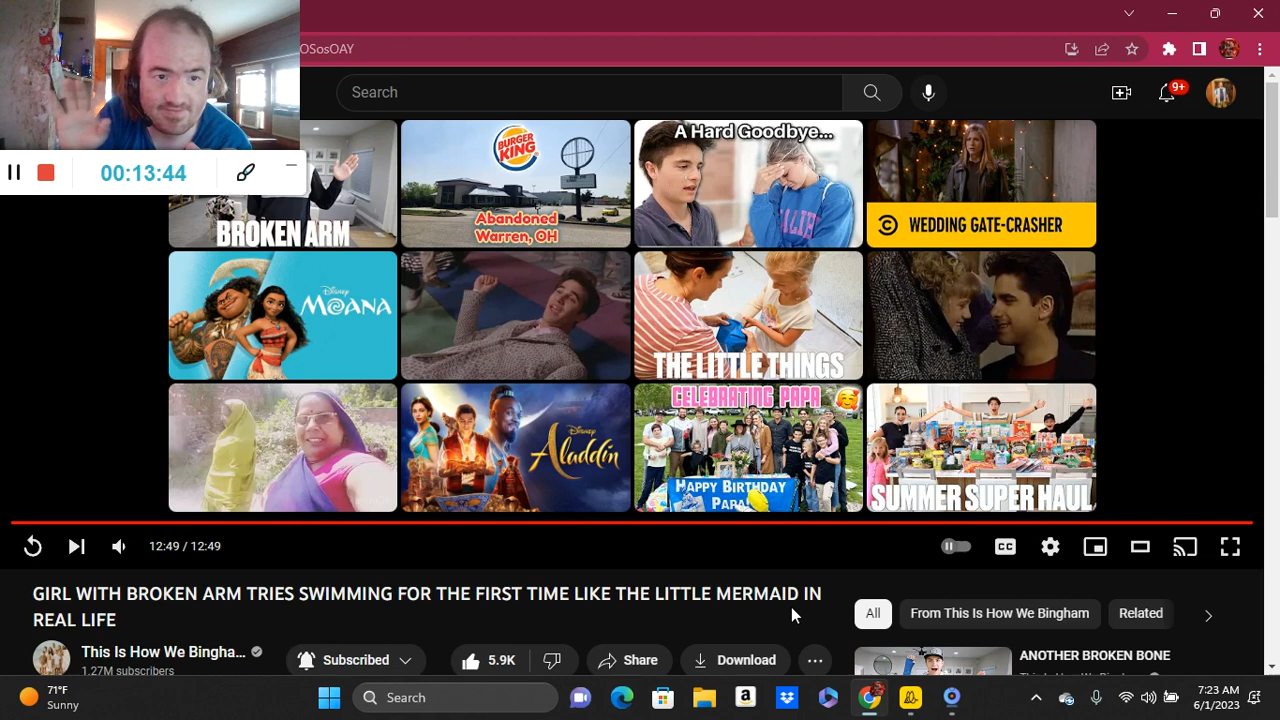 OSosOAY
Search
9+
00:13:44
BROKEN ARM
BURGER
KING
Abandoned
Warren, OH
A Hard Goodbye...
WEDDING GATE-CRASHER
Disney
MOANA
THE LITTLE THINGS
Disney
Aladdin
CELEBRATING PAPA
HAPPY BIRTHDAY
PAPA
SUMMER SUPER HAUL
12:49 / 12:49
CC
GIRL WITH BROKEN ARM TRIES SWIMMING FOR THE FIRST TIME LIKE THE LITTLE MERMAID IN
REAL LIFE
All
From This Is How We Bingham
Related
This Is How We Bingha...
1.27M subscribers
Subscribed
5.9K
Share
Download
ANOTHER BROKEN BONE
71°F
Sunny
Search
7:23 AM
6/1/2023